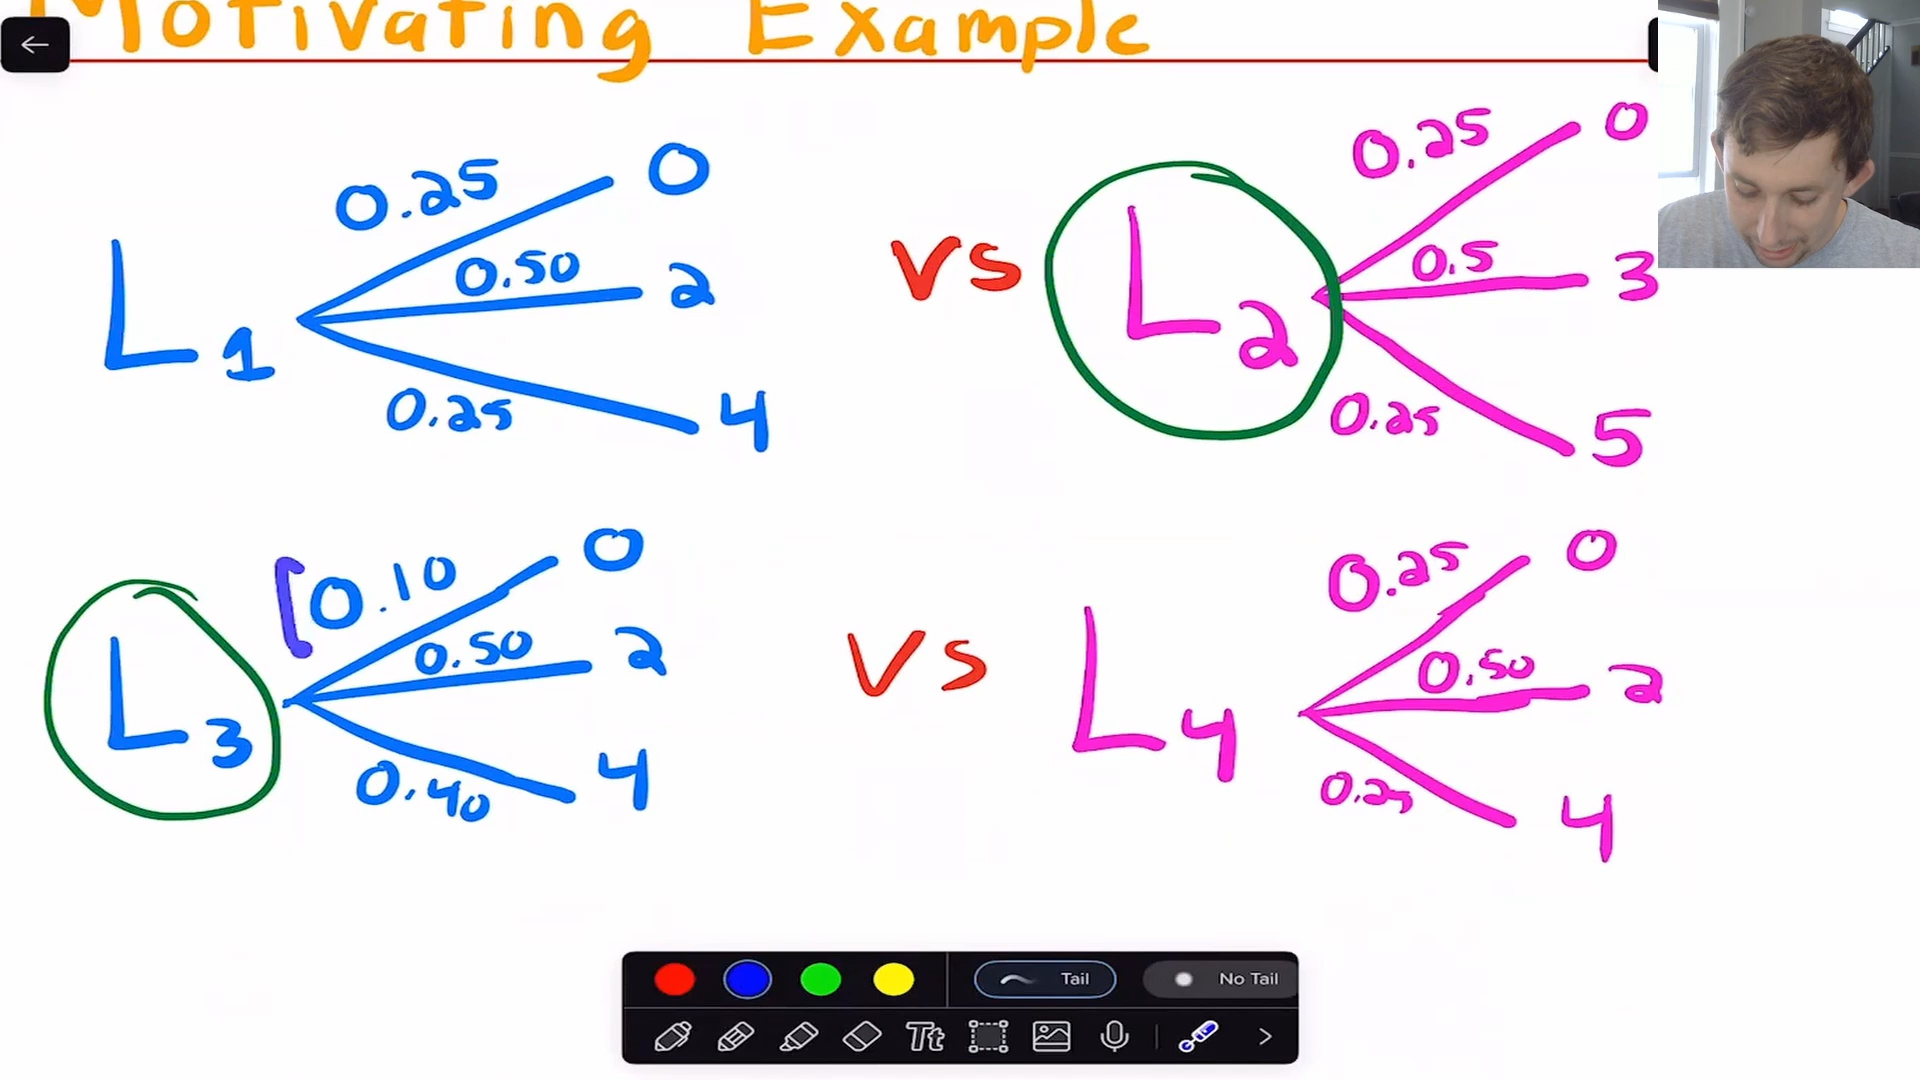 Motivating Example
0.25 0
0.50 2
L1
0.25 4
vs
0.25 0
0.5 3
L2
0.25 5
0.10 0
0.50 2
L3
0.40 4
vs
0.25 0
0.50 2
L4
0.25 4
Tail No Tail
Tt